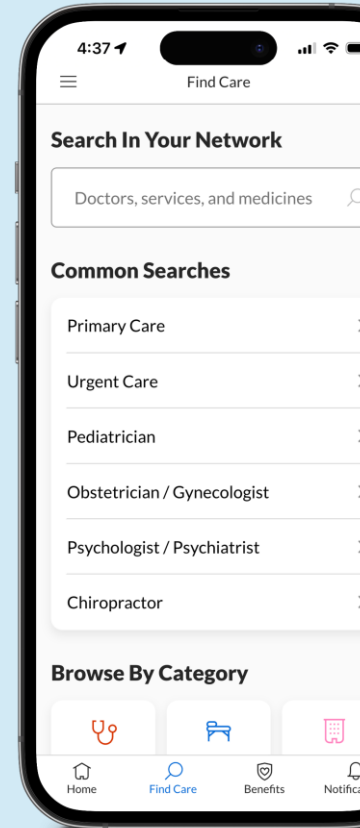 4:37
Find Care
Search In Your Network
Doctors, services, and medicines
Common Searches
Primary Care
Urgent Care
Pediatrician
Obstetrician / Gynecologist
Psychologist / Psychiatrist
Chiropractor
Browse By Category
Home Find Care Benefits